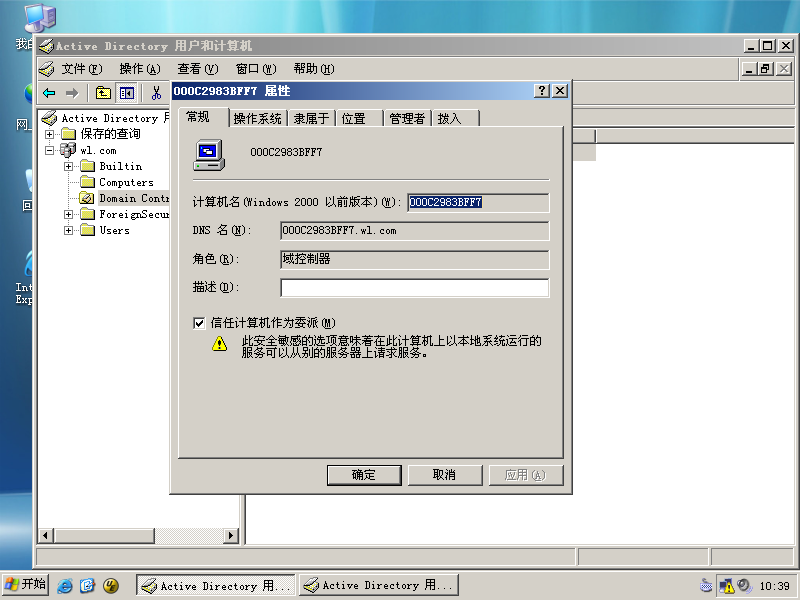 我的
Active Directory 用户和计算机
文件(F) 操作(A) 查看(V) 窗口(W) 帮助(H)
000C2983BFF7 属性
常规 操作系统 隶属于 位置 管理者 拨入
网上
Active Directory 用
保存的查询
wl.com
Builtin
Computers
Domain Contr
ForeignSecur
Users
回
Int
Exp
000C2983BFF7
计算机名(Windows 2000 以前版本)(W): 000C2983BFF7
DNS 名(N): 000C2983BFF7.wl.com
角色(R): 域控制器
描述(D):
信任计算机作为委派(M)
此安全敏感的选项意味着在此计算机上以本地系统运行的
服务可以从别的服务器上请求服务。
确定 取消 应用(A)
开始 Active Directory 用... Active Directory 用... 10:39